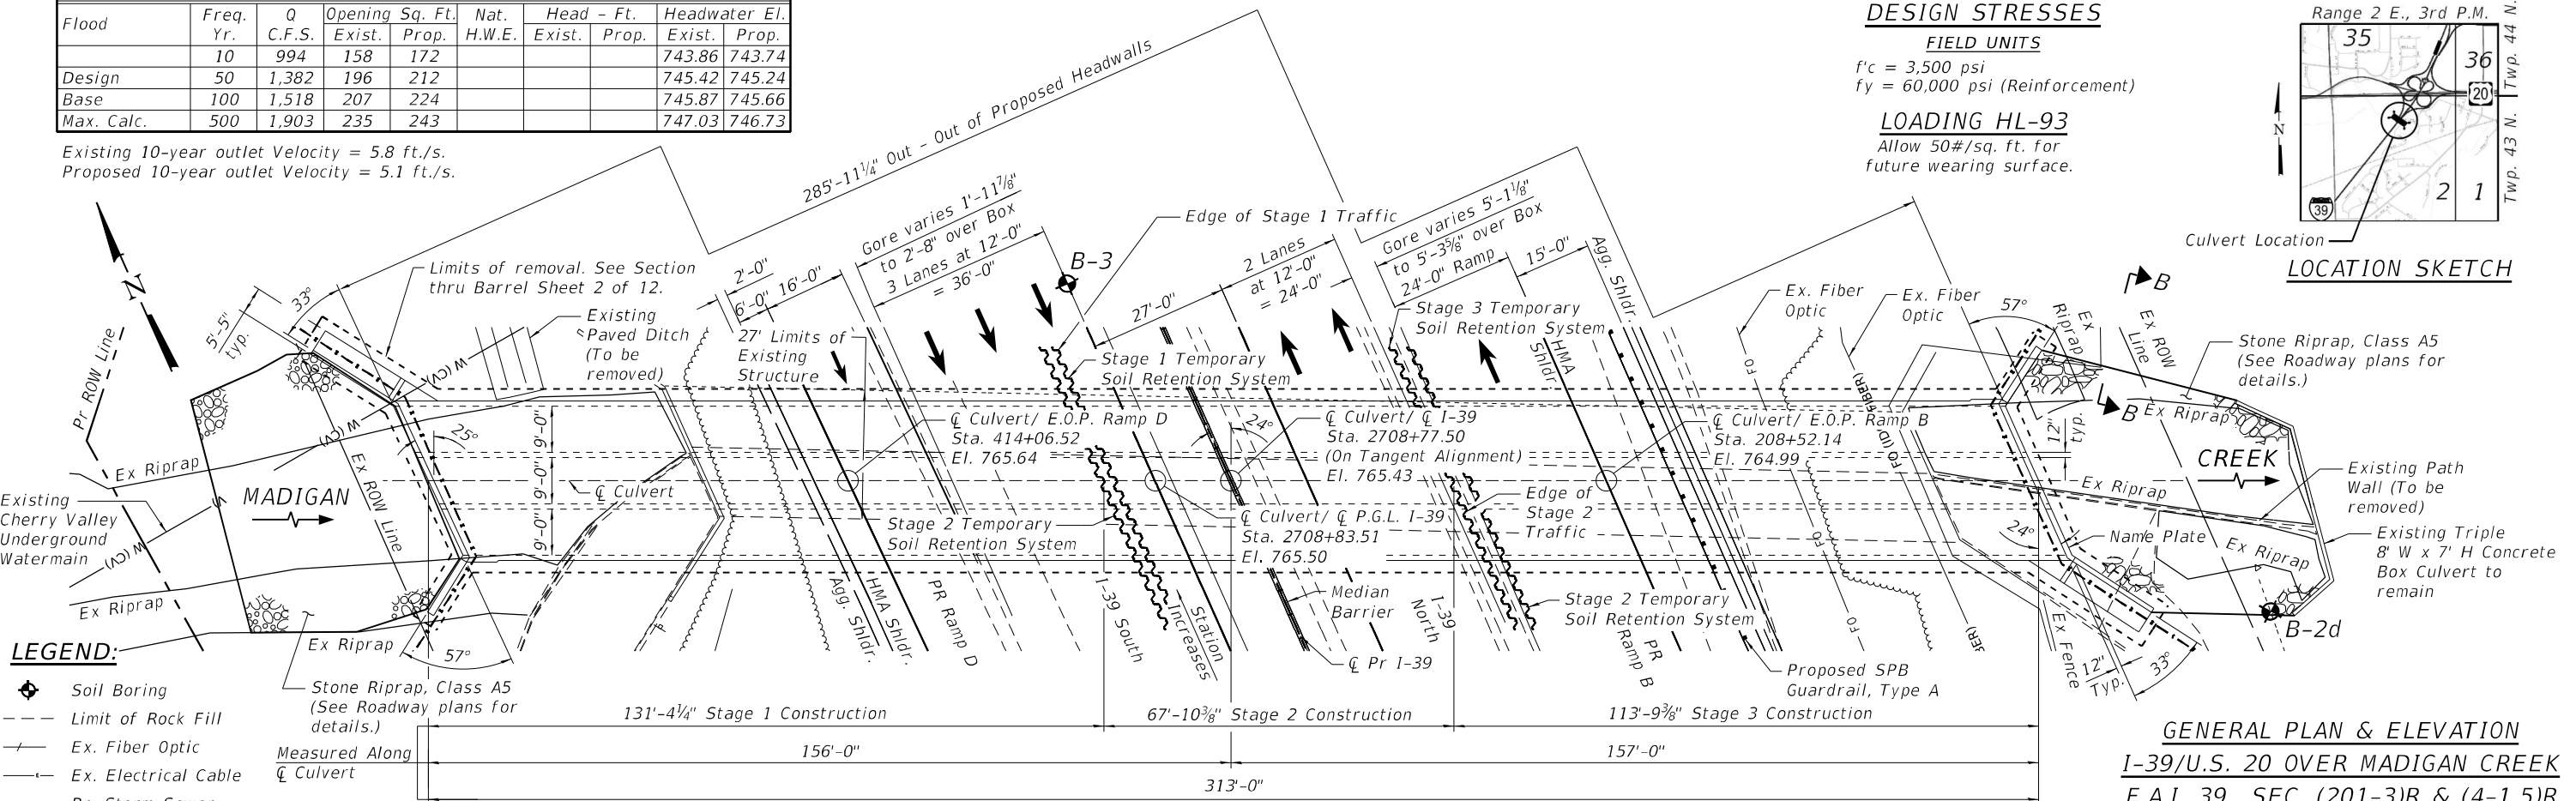 Flood
Freq. Yr.
Q C.F.S.
Opening Sq. Ft.
Exist. Prop.
Nat. H.W.E.
Head - Ft.
Exist. Prop.
Headwater El.
Exist. Prop.
10 994 158 172 743.86 743.74
Design 50 1,382 196 212 745.42 745.24
Base 100 1,518 207 224 745.87 745.66
Max. Calc. 500 1,903 235 243 747.03 746.73
Existing 10-year outlet Velocity = 5.8 ft./s.
Proposed 10-year outlet Velocity = 5.1 ft./s.
DESIGN STRESSES
FIELD UNITS
f'c = 3,500 psi
fy = 60,000 psi (Reinforcement)
LOADING HL-93
Allow 50#/sq. ft. for
future wearing surface.
Range 2 E., 3rd P.M.
35
36
20
2
1
39
Twp. 44 N.
Twp. 43 N.
N
Culvert Location
LOCATION SKETCH
285'-11¼" Out - Out of Proposed Headwalls
N
5'-5"
typ.
33°
Limits of removal. See Section
thru Barrel Sheet 2 of 12.
Existing
Paved Ditch
(To be
removed)
2'-0"
6'-0"
16'-0"
27' Limits of
Existing
Structure
Gore varies 1'-11⅞"
to 2'-8" over Box
3 Lanes at 12'-0"
= 36'-0"
B-3
Edge of Stage 1 Traffic
27'-0"
2 Lanes
at 12'-0"
= 24'-0"
Stage 1 Temporary
Soil Retention System
Gore varies 5'-1⅛"
to 5'-3⅝" over Box
24'-0" Ramp
15'-0"
Agg. Shldr.
HMA
Shldr.
Stage 3 Temporary
Soil Retention System
Ex. Fiber
Optic
Ex. Fiber
Optic
FO
FO (ID FIBER)
57°
Ex
Riprap
Ex ROW
Line
B
B
Stone Riprap, Class A5
(See Roadway plans for
details.)
Ex Riprap
12"
typ.
Pr ROW Line
W (CV)
W (CV)
W (CV)
Ex Riprap
25°
9'-0"
9'-0"
9'-0"
℄ Culvert
MADIGAN
Ex ROW Line
Existing
Cherry Valley
Underground
Watermain
Ex Riprap
Ex Riprap
57°
℄ Culvert/ E.O.P. Ramp D
Sta. 414+06.52
El. 765.64
24°
℄ Culvert/ ℄ I-39
Sta. 2708+77.50
(On Tangent Alignment)
El. 765.43
℄ Culvert/ E.O.P. Ramp B
Sta. 208+52.14
El. 764.99
Stage 2 Temporary
Soil Retention System
℄ Culvert/ ℄ P.G.L. I-39
Sta. 2708+83.51
El. 765.50
Edge of
Stage 2
Traffic
CREEK
Ex Riprap
Existing Path
Wall (To be
removed)
24°
Name Plate
Ex Riprap
Existing Triple
8' W x 7' H Concrete
Box Culvert to
remain
B-2d
Agg. Shldr.
HMA Shldr.
PR Ramp D
I-39 South
Station
Increases
Median
Barrier
℄ Pr I-39
I-39
North
Stage 2 Temporary
Soil Retention System
PR
Ramp B
Proposed SPB
Guardrail, Type A
FO
FO
Ex Fence
12"
Typ.
33°
LEGEND:
Soil Boring
Limit of Rock Fill
Ex. Fiber Optic
Ex. Electrical Cable
Stone Riprap, Class A5
(See Roadway plans for
details.)
Measured Along
℄ Culvert
131'-4¼" Stage 1 Construction
67'-10⅜" Stage 2 Construction
113'-9⅜" Stage 3 Construction
156'-0"
157'-0"
313'-0"
GENERAL PLAN & ELEVATION
I-39/U.S. 20 OVER MADIGAN CREEK
F.A.I. 39 SEC. (201-3)R & (4-1,5)R